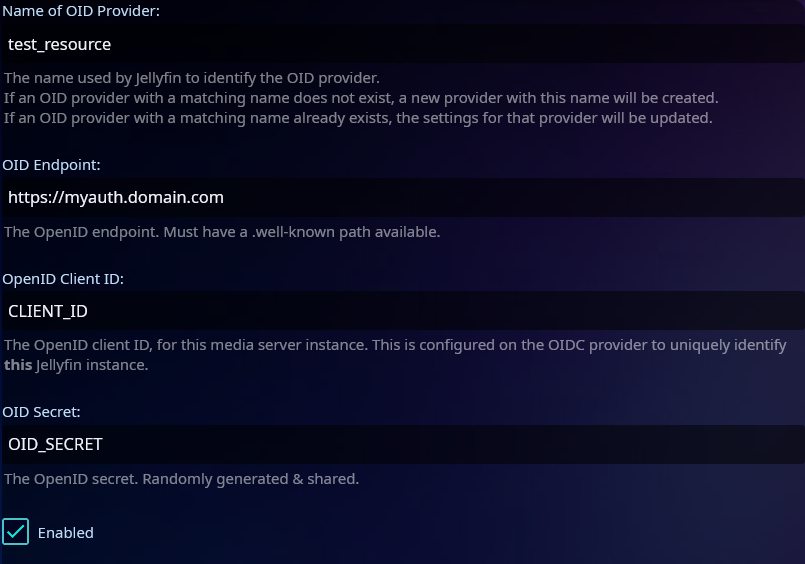 Name of OID Provider:
test_resource
The name used by Jellyfin to identify the OID provider.
If an OID provider with a matching name does not exist, a new provider with this name will be created.
If an OID provider with a matching name already exists, the settings for that provider will be updated.
OID Endpoint:
https://myauth.domain.com
The OpenID endpoint. Must have a .well-known path available.
OpenID Client ID:
CLIENT_ID
The OpenID client ID, for this media server instance. This is configured on the OIDC provider to uniquely identify
this Jellyfin instance.
OID Secret:
OID_SECRET
The OpenID secret. Randomly generated & shared.
Enabled